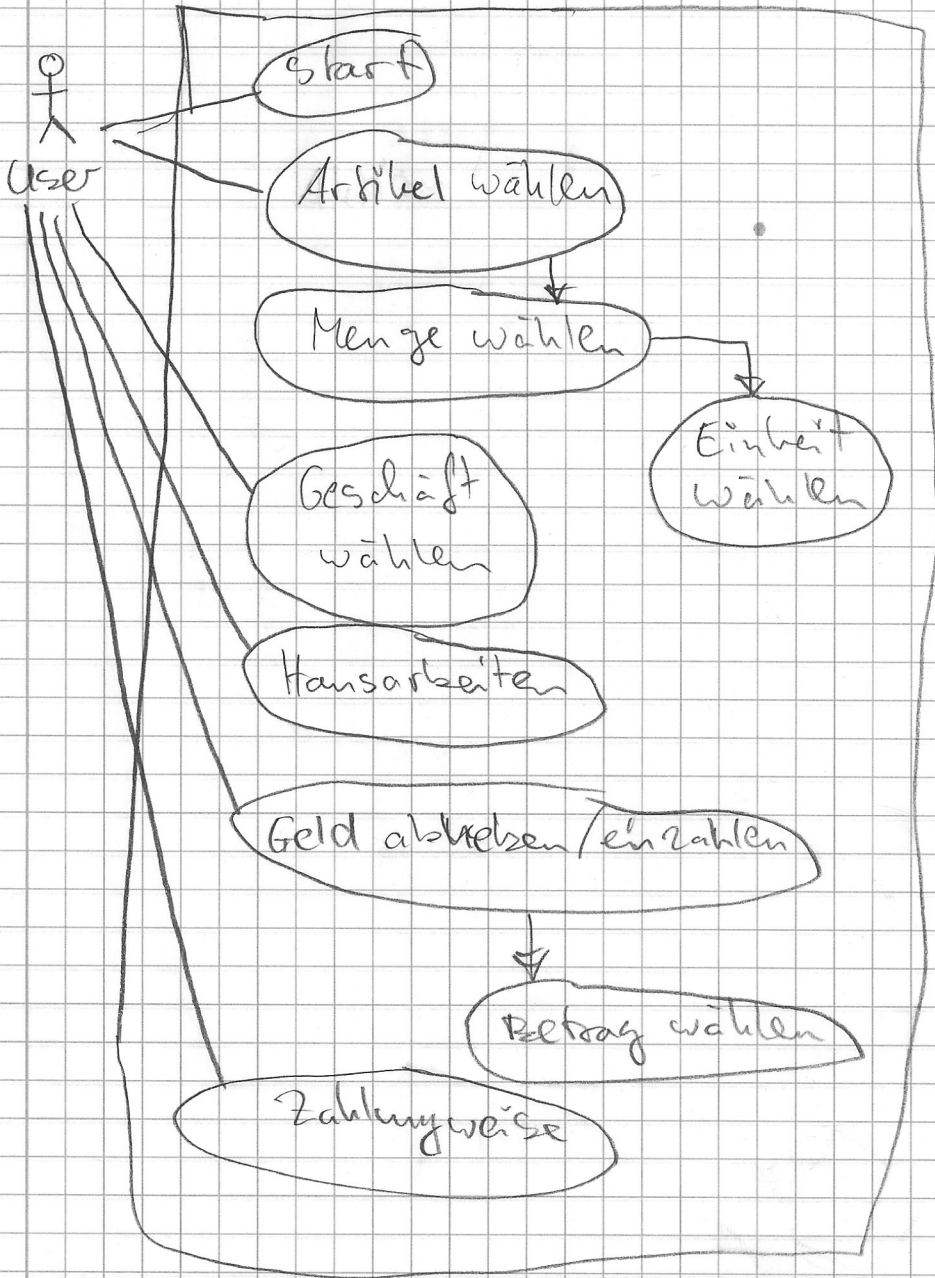 Start
User
Artikel wählen
Menge wählen
Einheit
wählen
Geschäft
wählen
Hausarbeiten
Geld abheben/einzahlen
Betrag wählen
Zahlungweise